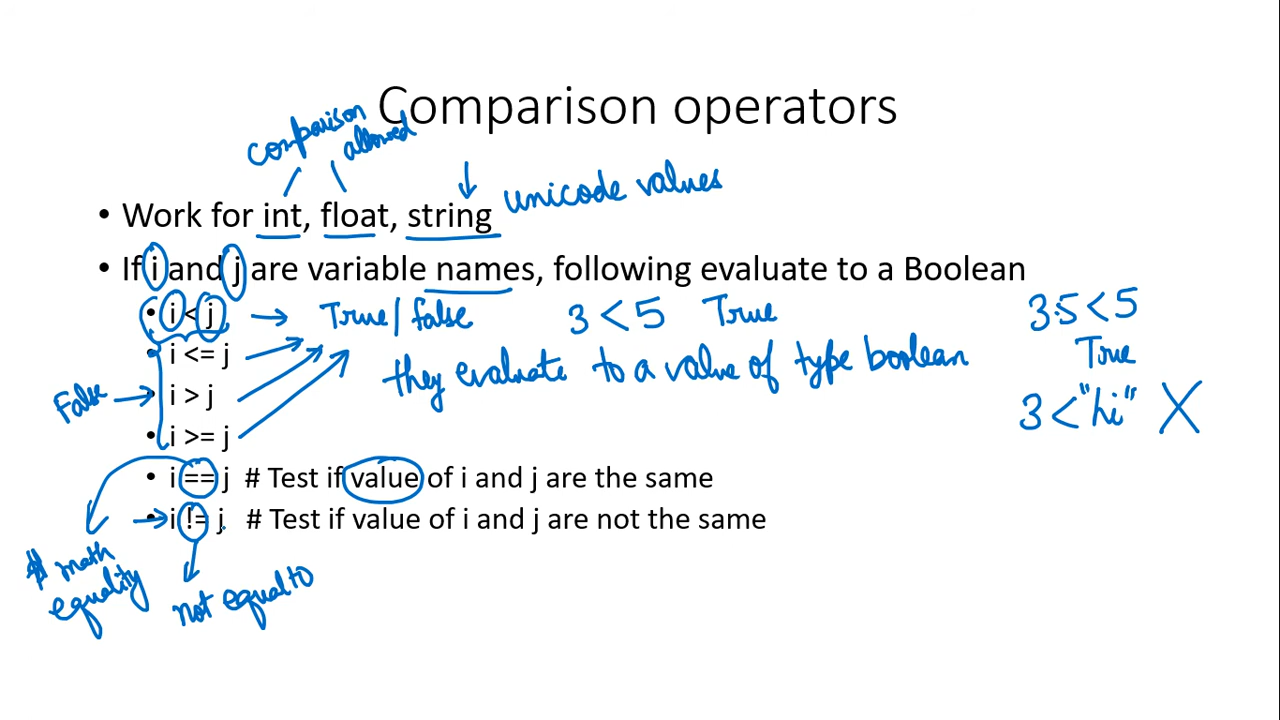 Comparison operators
comparison
allowed
• Work for int, float, string unicode values
• If i and j are variable names, following evaluate to a Boolean
• i < j → True/false 3 < 5 True 3.5 < 5
True
• i <= j they evaluate to a value of type boolean
False → • i > j 3 < "hi" X
• i >= j
• i == j # Test if value of i and j are the same
• i != j # Test if value of i and j are not the same
math
equality
not equal to